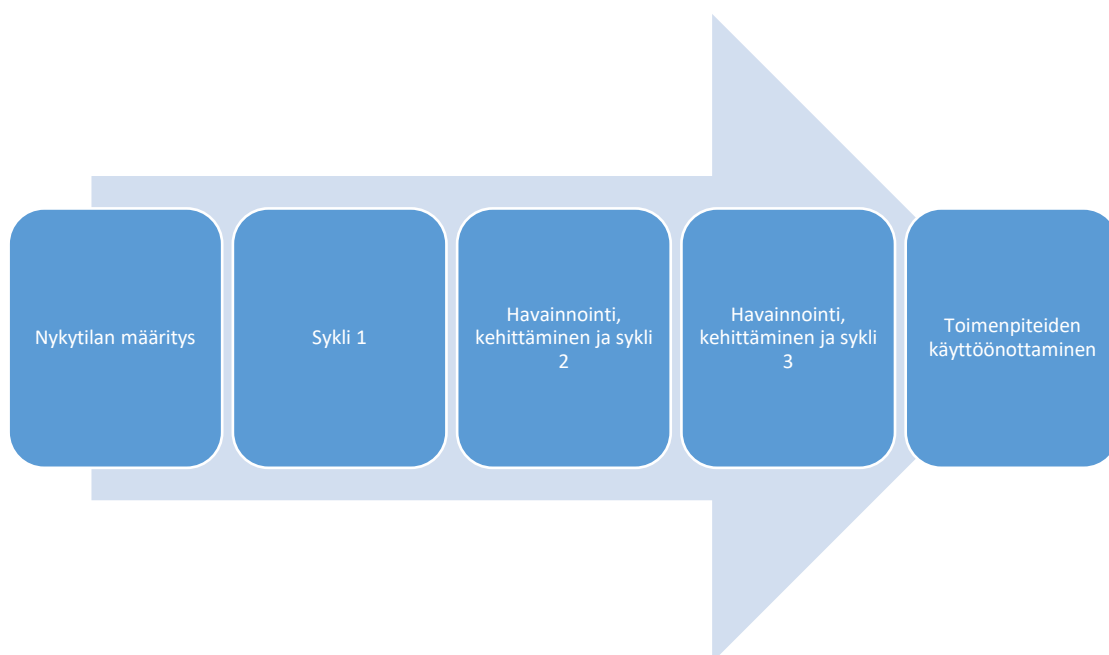 Nykytilan määritys
Sykli 1
Havainnointi,
kehittäminen ja sykli
2
Havainnointi,
kehittäminen ja sykli
3
Toimenpiteiden
käyttöönottaminen